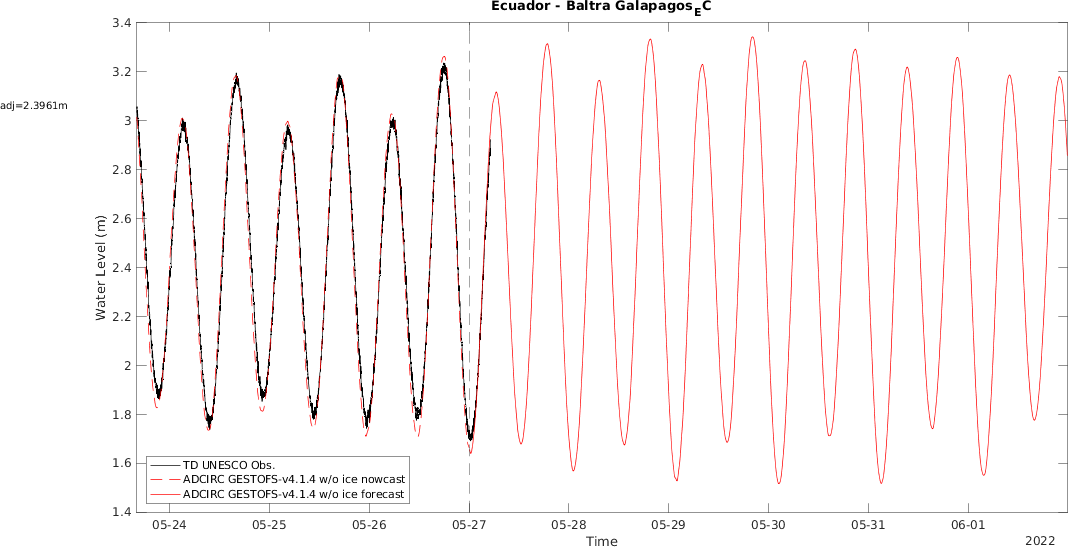 Ecuador - Baltra Galapagos_EC
3.4
3.2
adj=2.3961m
3
2.8
2.6
2.4
2.2
2
1.8
1.6
1.4
Water Level (m)
TD UNESCO Obs.
ADCIRC GESTOFS-v4.1.4 w/o ice nowcast
ADCIRC GESTOFS-v4.1.4 w/o ice forecast
05-24 05-25 05-26 05-27 05-28 05-29 05-30 05-31 06-01
Time
2022